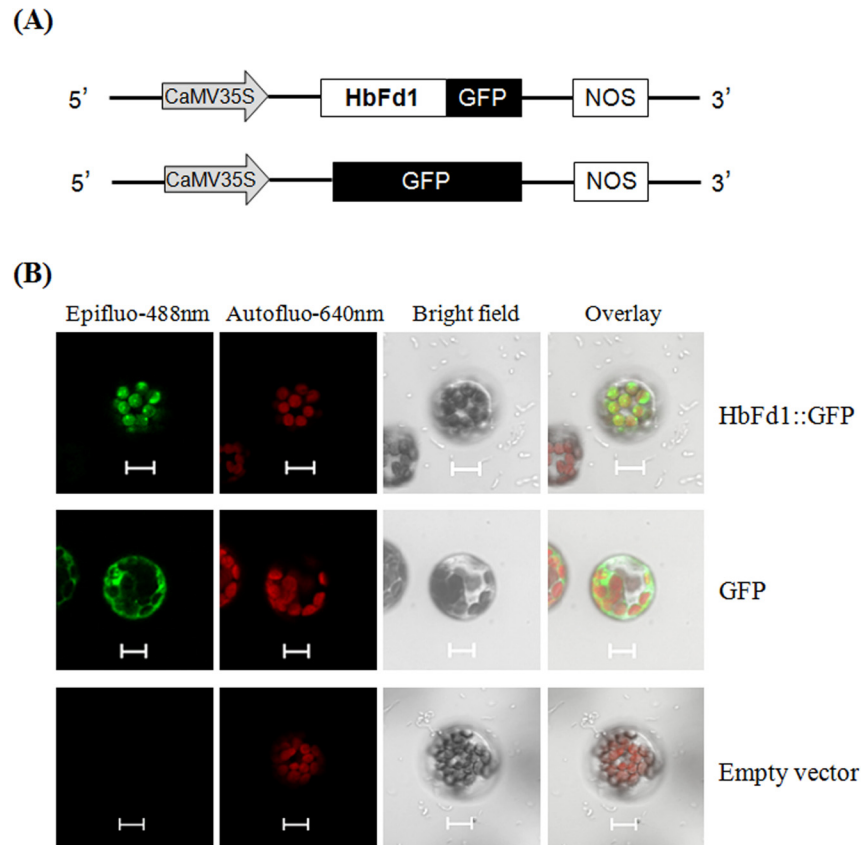 (A)
5’ CaMV35S HbFd1 GFP NOS 3’
5’ CaMV35S GFP NOS 3’
(B)
Epifluo-488nm Autofluo-640nm Bright field Overlay
HbFd1::GFP
GFP
Empty vector